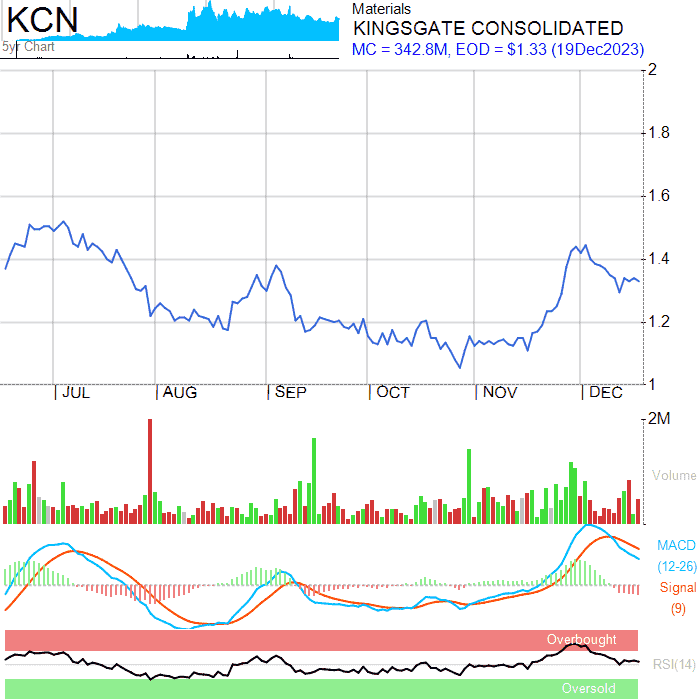 KCN
5yr Chart
Materials
KINGSGATE CONSOLIDATED
MC = 342.8M, EOD = $1.33 (19Dec2023)
2
1.8
1.6
1.4
1.2
1
JUL AUG SEP OCT NOV DEC
2M
Volume
MACD
(12-26)
Signal
(9)
Overbought
RSI(14)
Oversold